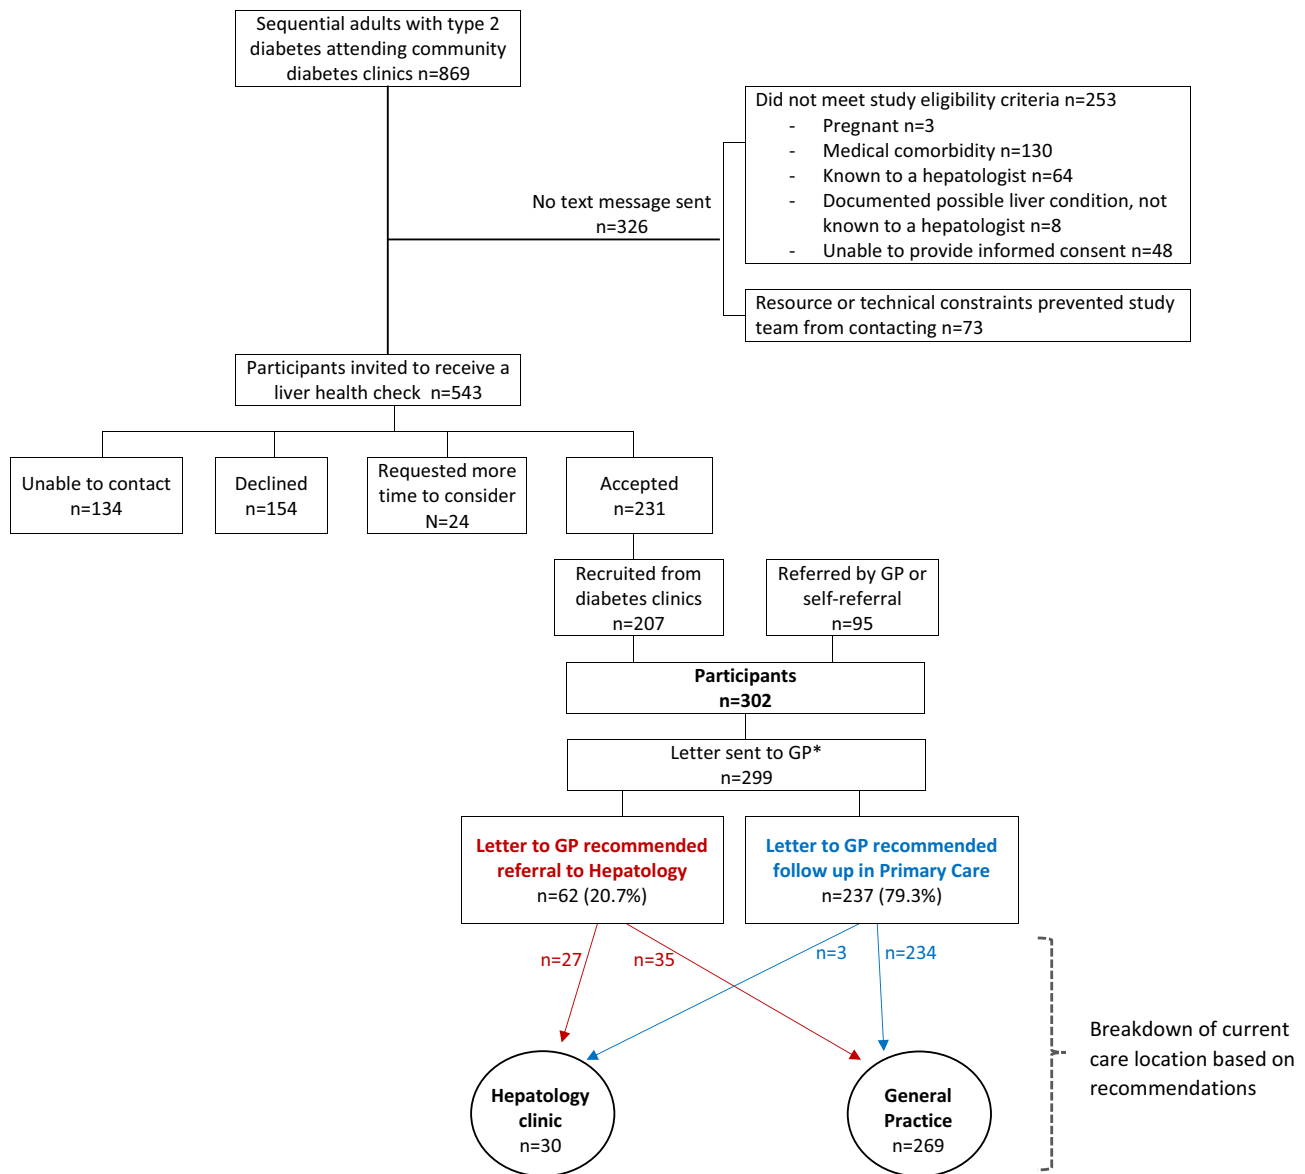 Sequential adults with type 2
diabetes attending community
diabetes clinics n=869
Did not meet study eligibility criteria n=253
- Pregnant n=3
- Medical comorbidity n=130
- Known to a hepatologist n=64
- Documented possible liver condition, not
known to a hepatologist n=8
- Unable to provide informed consent n=48
No text message sent
n=326
Resource or technical constraints prevented study
team from contacting n=73
Participants invited to receive a
liver health check n=543
Unable to contact
n=134
Declined
n=154
Requested more
time to consider
N=24
Accepted
n=231
Recruited from
diabetes clinics
n=207
Referred by GP or
self-referral
n=95
Participants
n=302
Letter sent to GP*
n=299
Letter to GP recommended
referral to Hepatology
n=62 (20.7%)
Letter to GP recommended
follow up in Primary Care
n=237 (79.3%)
n=27
n=35
n=3
n=234
Breakdown of current
care location based on
recommendations
Hepatology
clinic
n=30
General
Practice
n=269